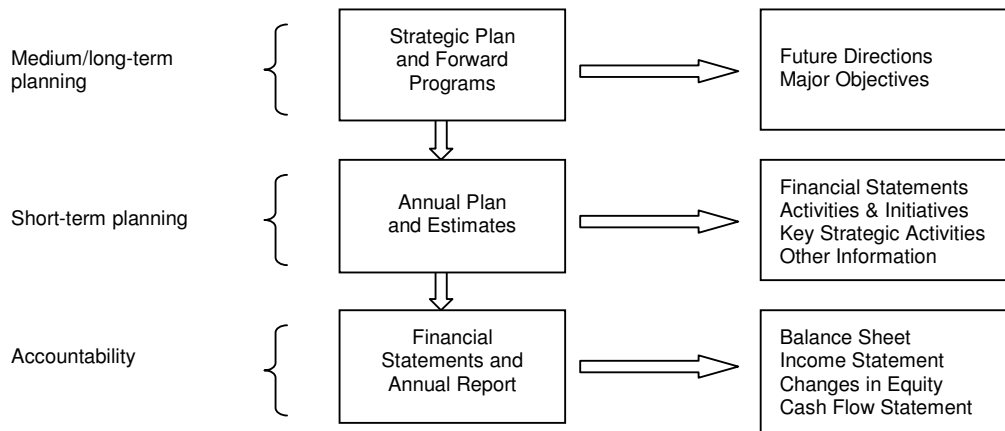 Medium/long-term
planning
Strategic Plan
and Forward
Programs
Future Directions
Major Objectives
Short-term planning
Annual Plan
and Estimates
Financial Statements
Activities & Initiatives
Key Strategic Activities
Other Information
Accountability
Financial
Statements and
Annual Report
Balance Sheet
Income Statement
Changes in Equity
Cash Flow Statement